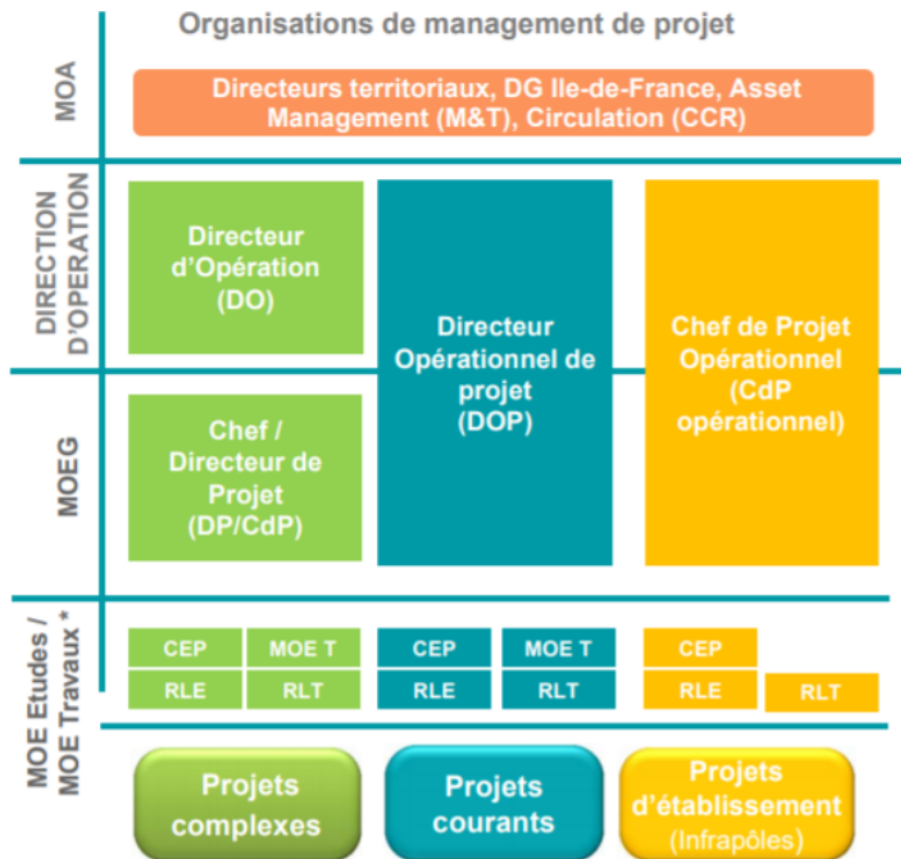 Organisations de management de projet
MOA
Directeurs territoriaux, DG Ile-de-France, Asset
Management (M&T), Circulation (CCR)
DIRECTION
D'OPERATION
Directeur
d'Opération
(DO)
Directeur
Opérationnel de
projet
(DOP)
Chef de Projet
Opérationnel
(CdP
opérationnel)
MOEG
Chef /
Directeur de
Projet
(DP/CdP)
MOE Etudes /
MOE Travaux *
CEP
MOE T
RLE
RLT
CEP
MOE T
RLE
RLT
CEP
RLE
RLT
Projets
complexes
Projets
courants
Projets
d'établissement
(Infrapôles)